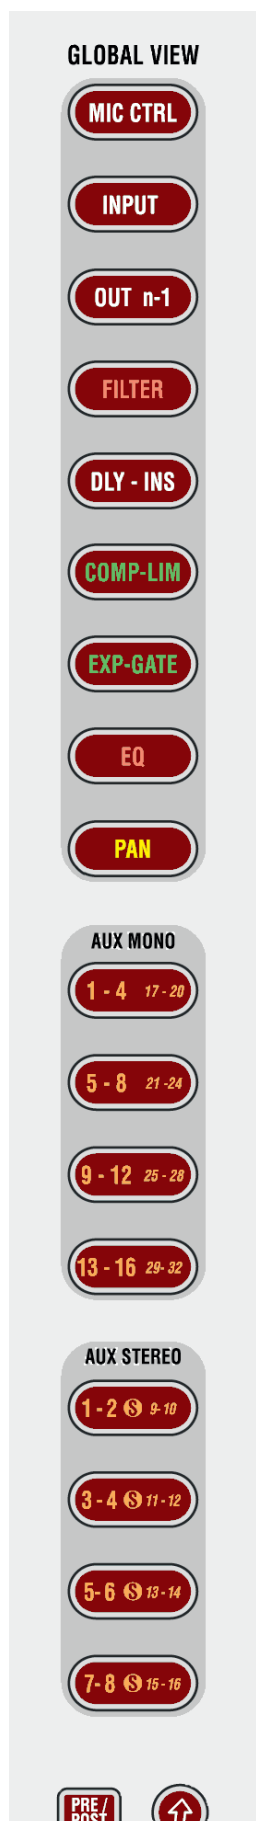 GLOBAL VIEW
MIC CTRL
INPUT
OUT n-1
FILTER
DLY - INS
COMP-LIM
EXP-GATE
EQ
PAN
AUX MONO
1 - 4 17 - 20
5 - 8 21 -24
9 - 12 25 - 28
13 - 16 29- 32
AUX STEREO
1 - 2 S 9- 10
3 - 4 S 11 - 12
5- 6 S 13 - 14
7- 8 S 15 - 16
PRE /
POST